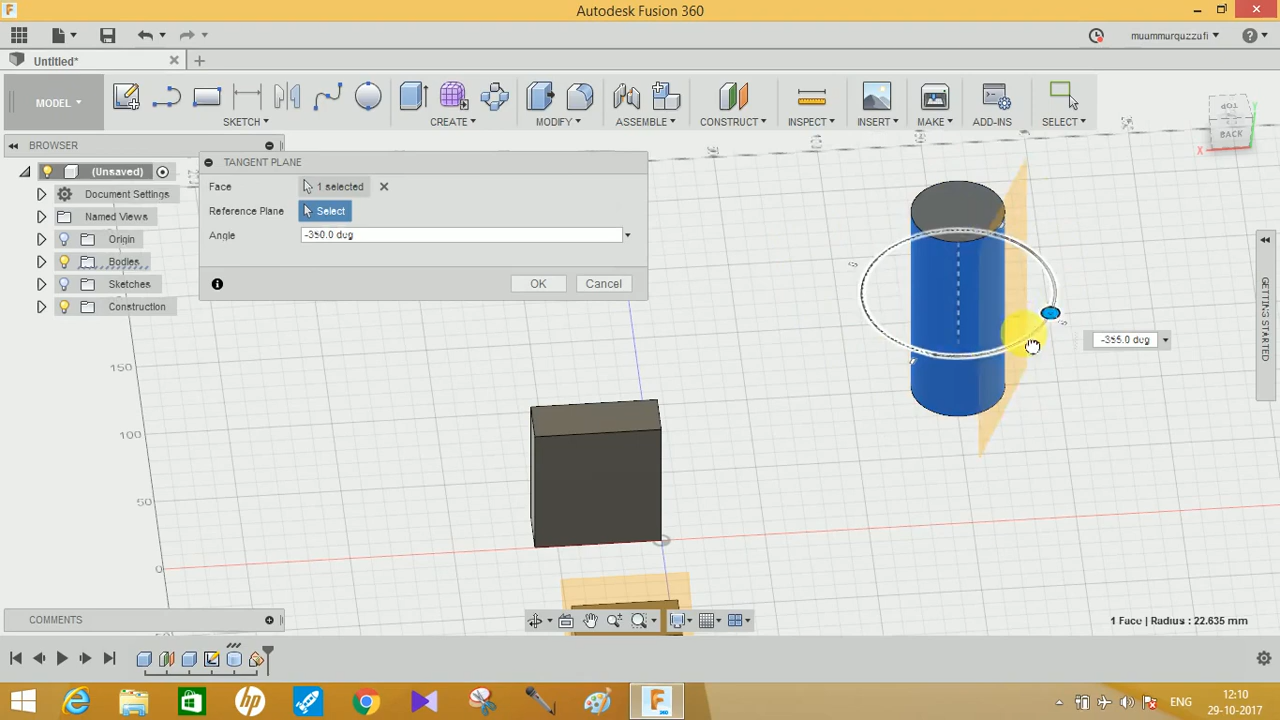 Autodesk Fusion 360
muummurquzzufi
Untitled*
MODEL
SKETCH
CREATE
MODIFY
ASSEMBLE
CONSTRUCT
INSPECT
INSERT
MAKE
ADD-INS
SELECT
TOP
BACK
X
Y
BROWSER
(Unsaved)
Document Settings
Named Views
Origin
Bodies
Sketches
Construction
TANGENT PLANE
Face
1 selected
Reference Plane
Select
Angle
-350.0 deg
OK
Cancel
-355.0 deg
GETTING STARTED
150
100
50
0
COMMENTS
1 Face | Radius : 22.635 mm
ENG
12:10
29-10-2017